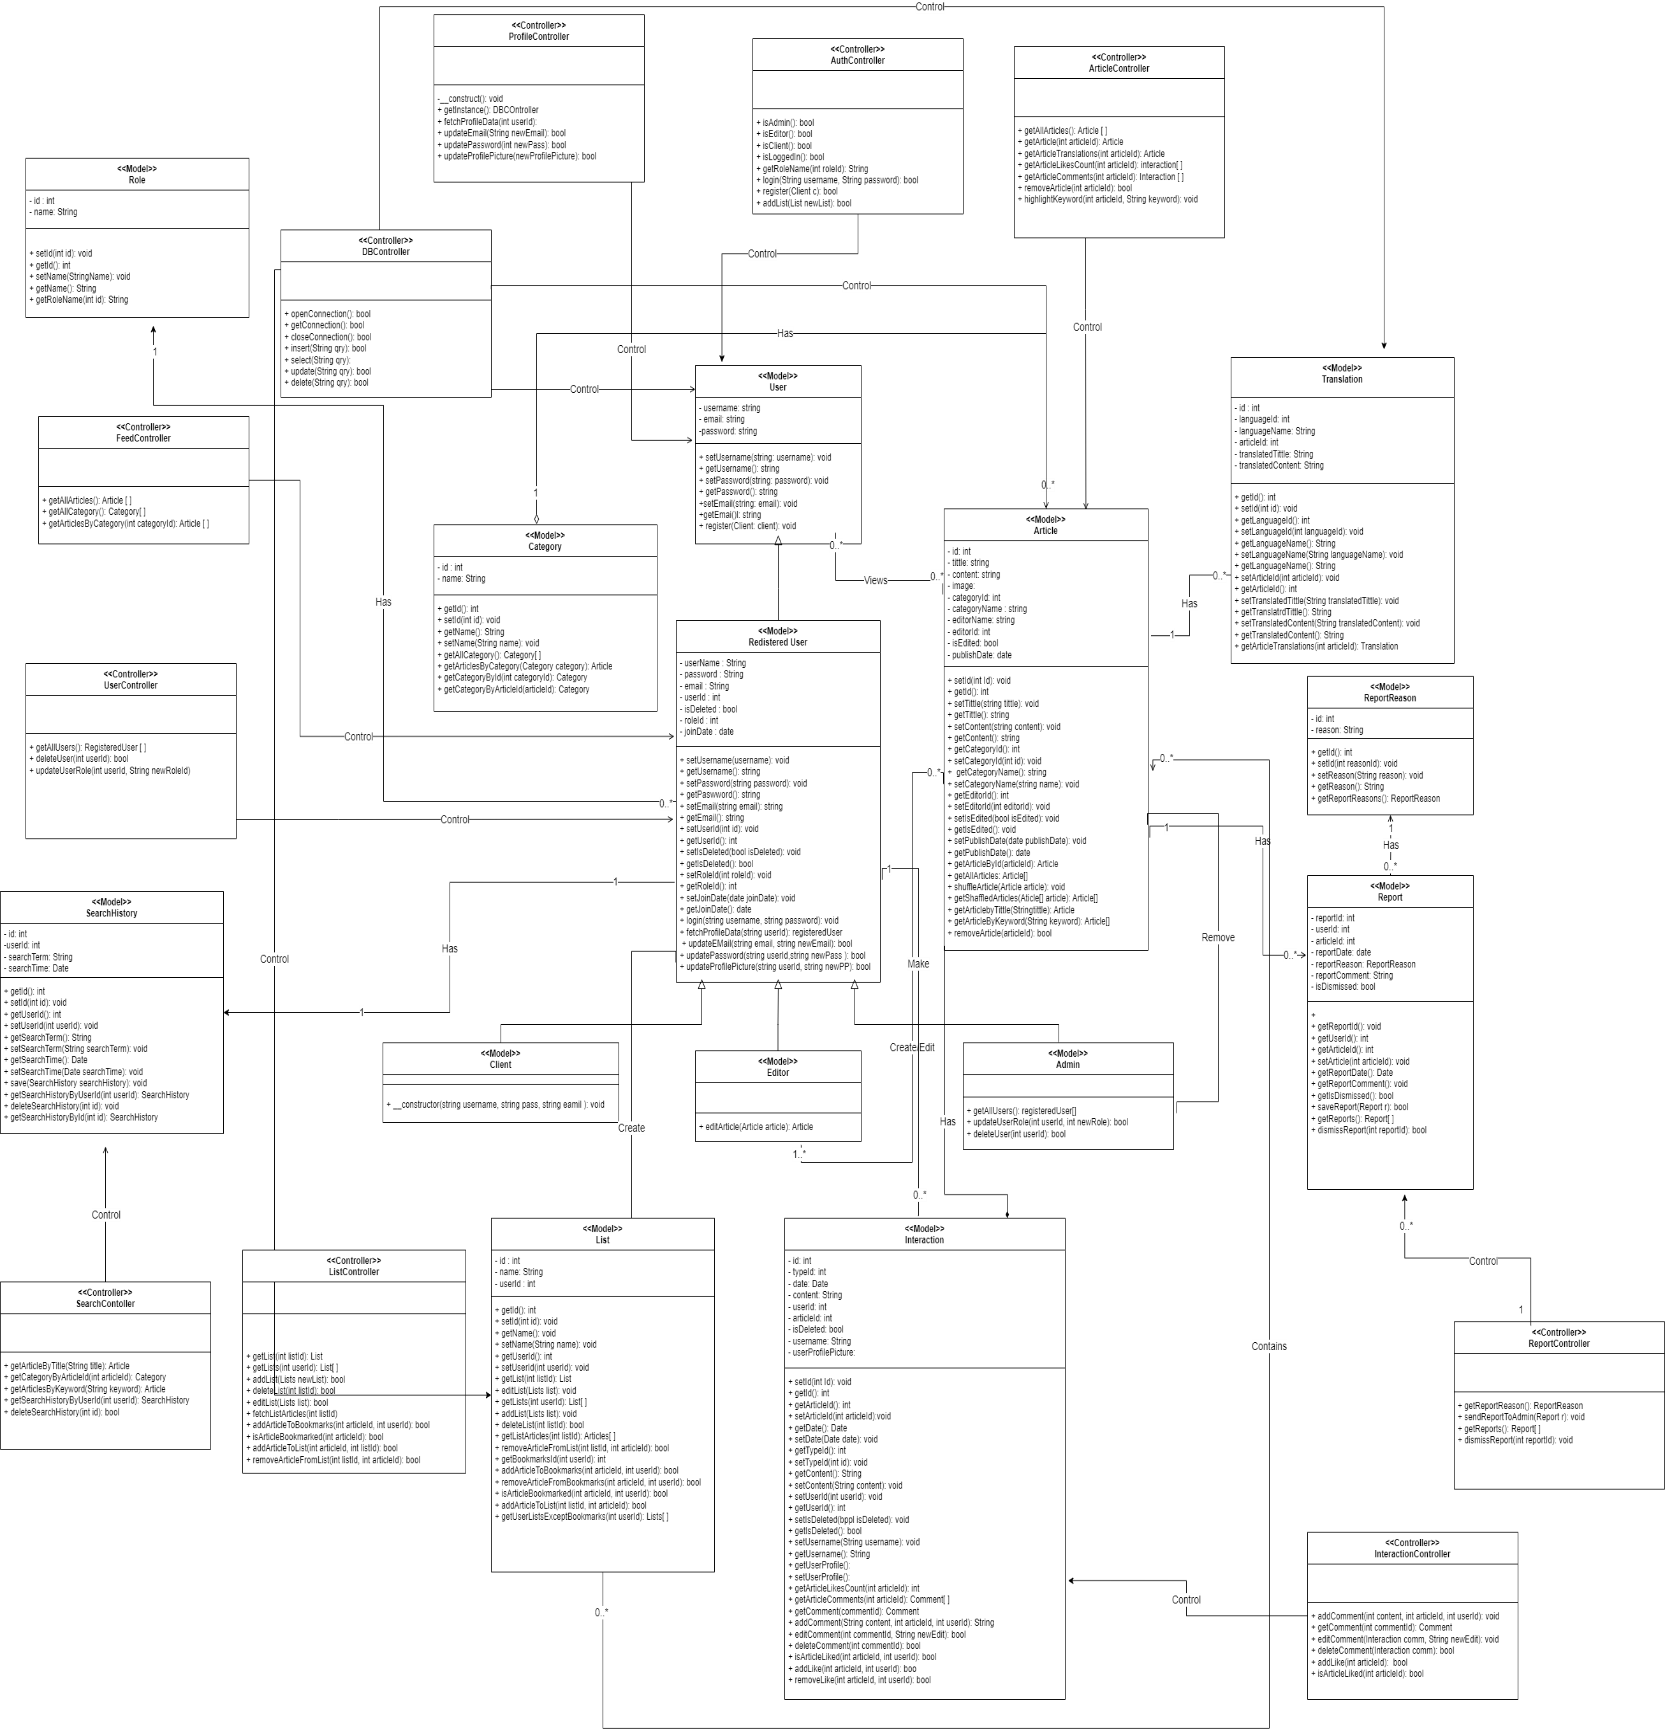 Control
<<Controller>>
ProfileController
-__construct(): void
+ getInstance(): DBCOntroller
+ fetchProfileData(int userId):
+ updateEmail(String newEmail): bool
+ updatePassword(int newPass): bool
+ updateProfilePicture(newProfilePicture): bool
<<Controller>>
AuthController
+ isAdmin(): bool
+ isEditor(): bool
+ isClient(): bool
+ isLoggedIn(): bool
+ getRoleName(int roleId): String
+ login(String username, String password): bool
+ register(Client c): bool
+ addList(List newList): bool
<<Controller>>
ArticleController
+ getAllArticles(): Article [ ]
+ getArticle(int articleId): Article
+ getArticleTranslations(int articleId): Article
+ getArticleLikesCount(int articleId): interaction[ ]
+ getArticleComments(int articleId): Interaction [ ]
+ removeArticle(int articleId): bool
+ highlightKeyword(int articleId, String keyword): void
<<Model>>
Role
- id : int
- name: String
+ setId(int id): void
+ getId(): int
+ setName(StringName): void
+ getName(): String
+ getRoleName(int id): String
1
<<Controller>>
DBController
+ openConnection(): bool
+ getConnection(): bool
+ closeConnection(): bool
+ insert(String qry): bool
+ select(String qry):
+ update(String qry): bool
+ delete(String qry): bool
Control
Control
Has
Control
Control
Control
<<Model>>
User
- username: string
- email: string
-password: string
+ setUsername(string: username): void
+ getUsername(): string
+ setPassword(string: password): void
+ getPassword(): string
+setEmail(string: email): void
+getEmai()l: string
+ register(Client: client): void
<<Model>>
Translation
- id : int
- languageId: int
- languageName: String
- articleId: int
- translatedTittle: String
- translatedContent: String
+ getId(): int
+ setId(int id): void
+ getLanguageId(): int
+ setLanguageId(int languageId): void
+ getLanguageName(): String
+ setLanguageName(String languageName): void
+ getLanguageName(): String
+ setArticleId(int articleId): void
+ getArticleId(): int
+ setTranslatedTittle(String translatedTittle): void
+ getTranslatrdTittle(): String
+ setTranslatedContent(String translatedContent): void
+ getTranslatedContent(): String
+ getArticleTranslations(int articleId): Translation
<<Controller>>
FeedController
+ getAllArticles(): Article [ ]
+ getAllCategory(): Category[ ]
+ getArticlesByCategory(int categoryId): Article [ ]
1
0..*
<<Model>>
Category
- id : int
- name: String
+ getId(): int
+ setId(int id): void
+ getName(): String
+ setName(String name): void
+ getAllCategory(): Category[ ]
+ getArticlesByCategory(Category category): Article
+ getCategoryById(int categoryId): Category
+ getCategoryByArticleId(articleId): Category
0..*
Views
0..*
Has
0..*
Has
1
<<Model>>
Article
- id: int
- tittle: string
- content: string
- image:
- categoryId: int
- categoryName : string
- editorName: string
- editorId: int
- isEdited: bool
- publishDate: date
+ setId(int Id): void
+ getId(): int
+ setTittle(string tittle): void
+ getTittle(): string
+ setContent(string content): void
+ getContent(): string
+ getCategoryId(): int
+ setCategoryId(int id): void
+ getCategoryName(): string
+ setCategoryName(string name): void
+ getEditorId(): int
+ setEditorId(int editorId): void
+ setIsEdited(bool isEdited): void
+ getIsEdited(): void
+ setPublishDate(date publishDate): void
+ getPublishDate(): date
+ getArticleById(articleId): Article
+ getAllArticles: Article[]
+ shuffleArticle(Article article): void
+ getShaffledArticles(Aticle[] article): Article[]
+ getArticlebyTittle(Stringtittle): Article
+ getArticleByKeyword(String keyword): Article[]
+ removeArticle(articleId): bool
<<Model>>
Redistered User
- userName : String
- password : String
- email : String
- userId : int
- isDeleted : bool
- roleId : int
- joinDate : date
+ setUsername(username): void
+ getUsername(): string
+ setPassword(string password): void
+ getPaswword(): string
+ setEmail(string email): string
+ getEmail(): string
+ setUserId(int id): void
+ getUserId(): int
+ setIsDeleted(bool isDeleted): void
+ getIsDeleted(): bool
+ setRoleId(int roleId): void
+ getRoleId(): int
+ setJoinDate(date joinDate): void
+ getJoinDate(): date
+ login(string username, string password): void
+ fetchProfileData(string userId): registeredUser
+ updateEMail(string email, string newEmail): bool
+ updatePassword(string userId,string newPass ): bool
+ updateProfilePicture(string userId, string newPP): bool
<<Controller>>
UserController
+ getAllUsers(): RegisteredUser [ ]
+ deleteUser(int userId): bool
+ updateUserRole(int userId, String newRoleId)
Control
0..*
Control
<<Model>>
ReportReason
- id: int
- reason: String
+ getId(): int
+ setId(int reasonId): void
+ setReason(String reason): void
+ getReason(): String
+ getReportReasons(): ReportReason
0..*
0..*
1
Has
1
Has
0..*
1
1
Has
1
Control
Make
Remove
0..*
<<Model>>
SearchHistory
- id: int
-userId: int
- searchTerm: String
- searchTime: Date
+ getId(): int
+ setId(int id): void
+ getUserId(): int
+ setUserId(int userId): void
+ getSearchTerm(): String
+ setSearchTerm(String searchTerm): void
+ getSearchTime(): Date
+ setSearchTime(Date searchTime): void
+ save(SearchHistory searchHistory): void
+ getSearchHistoryByUserId(int userId): SearchHistory
+ deleteSearchHistory(int id): void
+ getSearchHistoryById(int id): SearchHistory
<<Model>>
Report
- reportId: int
- userId: int
- articleId: int
- reportDate: date
- reportReason: ReportReason
- reportComment: String
- isDismissed: bool
+
+ getReportId(): void
+ getUserId(): int
+ getArticleId(): int
+ setArticle(int articleId): void
+ getReportDate(): Date
+ getReportComment(): void
+ getIsDismissed(): bool
+ saveReport(Report r): bool
+ getReports(): Report[ ]
+ dismissReport(int reportId): bool
<<Model>>
Client
+ __constructor(string username, string pass, string eamil ): void
<<Model>>
Editor
+ editArticle(Article article): Article
Create/Edit
<<Model>>
Admin
+ getAllUsers(): registeredUser[]
+ updateUserRole(int userId, int newRole): bool
+ deleteUser(int userId): bool
Create
Has
1..*
0..*
Control
0..*
Control
1
<<Model>>
List
- id : int
- name: String
- userId : int
+ getId(): int
+ setId(int id): void
+ getName(): void
+ setName(String name): void
+ getUserId(): int
+ setUserId(int userId): void
+ getList(int listId): List
+ editList(Lists list): void
+ getLists(int userId): List[ ]
+ addList(Lists list): void
+ deleteList(int listId): bool
+ getListArticles(int listId): Articles[ ]
+ removeArticleFromList(int listId, int articleId): bool
+ getBookmarksId(int userId): int
+ addArticleToBookmarks(int articleId, int userId): bool
+ removeArticleFromBookmarks(int articleId, int userId): bool
+ isArticleBookmarked(int articleId, int userId): bool
+ addArticleToList(int listId, int articleId): bool
+ getUserListsExceptBookmarks(int userId): Lists[ ]
<<Model>>
Interaction
- id: int
- typeId: int
- date: Date
- content: String
- userId: int
- articleId: int
- isDeleted: bool
- username: String
- userProfilePicture:
+ setId(int Id): void
+ getId(): int
+ getArticleId(): int
+ setArticleId(int articleId):void
+ getDate(): Date
+ setDate(Date date): void
+ getTypeId(): int
+ setTypeId(int id): void
+ getContent(): String
+ setContent(String content): void
+ setUserId(int userId): void
+ getUserId(): int
+ setIsDeleted(bppl isDeleted): void
+ getIsDeleted(): bool
+ setUsername(String username): void
+ getUsername(): String
+ getUserProfile():
+ setUserProfile():
+ getArticleLikesCount(int articleId): int
+ getArticleComments(int articleId): Comment[ ]
+ getComment(commentId): Comment
+ addComment(String content, int articleId, int userId): String
+ editComment(int commentId, String newEdit): bool
+ deleteComment(int commentId): bool
+ isArticleLiked(int articleId, int userId): bool
+ addLike(int articleId, int userId): boo
+ removeLike(int articleId, int userId): bool
<<Controller>>
ListController
+ getList(int listId): List
+ getLists(int userId): List[ ]
+ addList(Lists newList): bool
+ deleteList(int listId): bool
+ editList(Lists list): bool
+ fetchListArticles(int listId)
+ addArticleToBookmarks(int articleId, int userId): bool
+ isArticleBookmarked(int articleId): bool
+ addArticleToList(int articleId, int listId): bool
+ removeArticleFromList(int listId, int articleId): bool
<<Controller>>
SearchContoller
+ getArticleByTitle(String title): Article
+ getCategoryByArticleId(int articleId): Category
+ getArticlesByKeyword(String keyword): Article
+ getSearchHistoryByUserId(int userId): SearchHistory
+ deleteSearchHistory(int id): bool
<<Controller>>
ReportController
+ getReportReason(): ReportReason
+ sendReportToAdmin(Report r): void
+ getReports(): Report[ ]
+ dismissReport(int reportId): void
Contains
<<Controller>>
InteractionController
+ addComment(int content, int articleId, int userId): void
+ getComment(int commentId): Comment
+ editComment(Interaction comm, String newEdit): void
+ deleteComment(Interaction comm): bool
+ addLike(int articleId): bool
+ isArticleLiked(int articleId): bool
Control
0..*